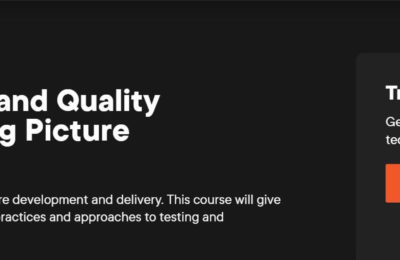 and Quality
g Picture
re development and delivery. This course will give
practices and approaches to testing and
Tr
Ge
tec